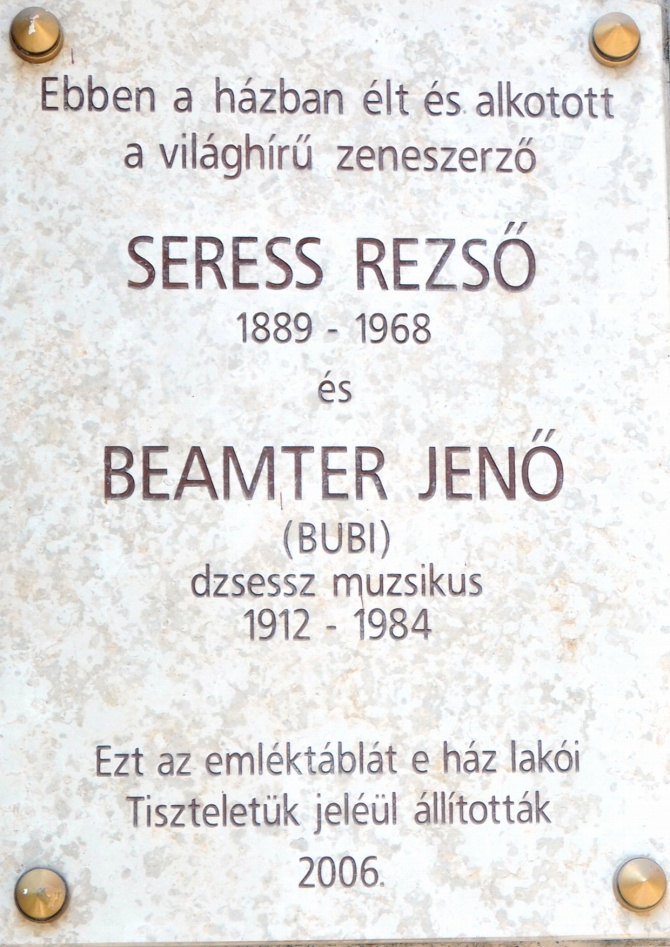 Ebben a házban élt és alkotott
a világhírű zeneszerző
SERESS REZSŐ
1889 - 1968
és
BEAMTER JENŐ
(BUBI)
dzsessz muzsikus
1912 - 1984
Ezt az emléktáblát e ház lakói
Tiszteletük jeléül állították
2006.